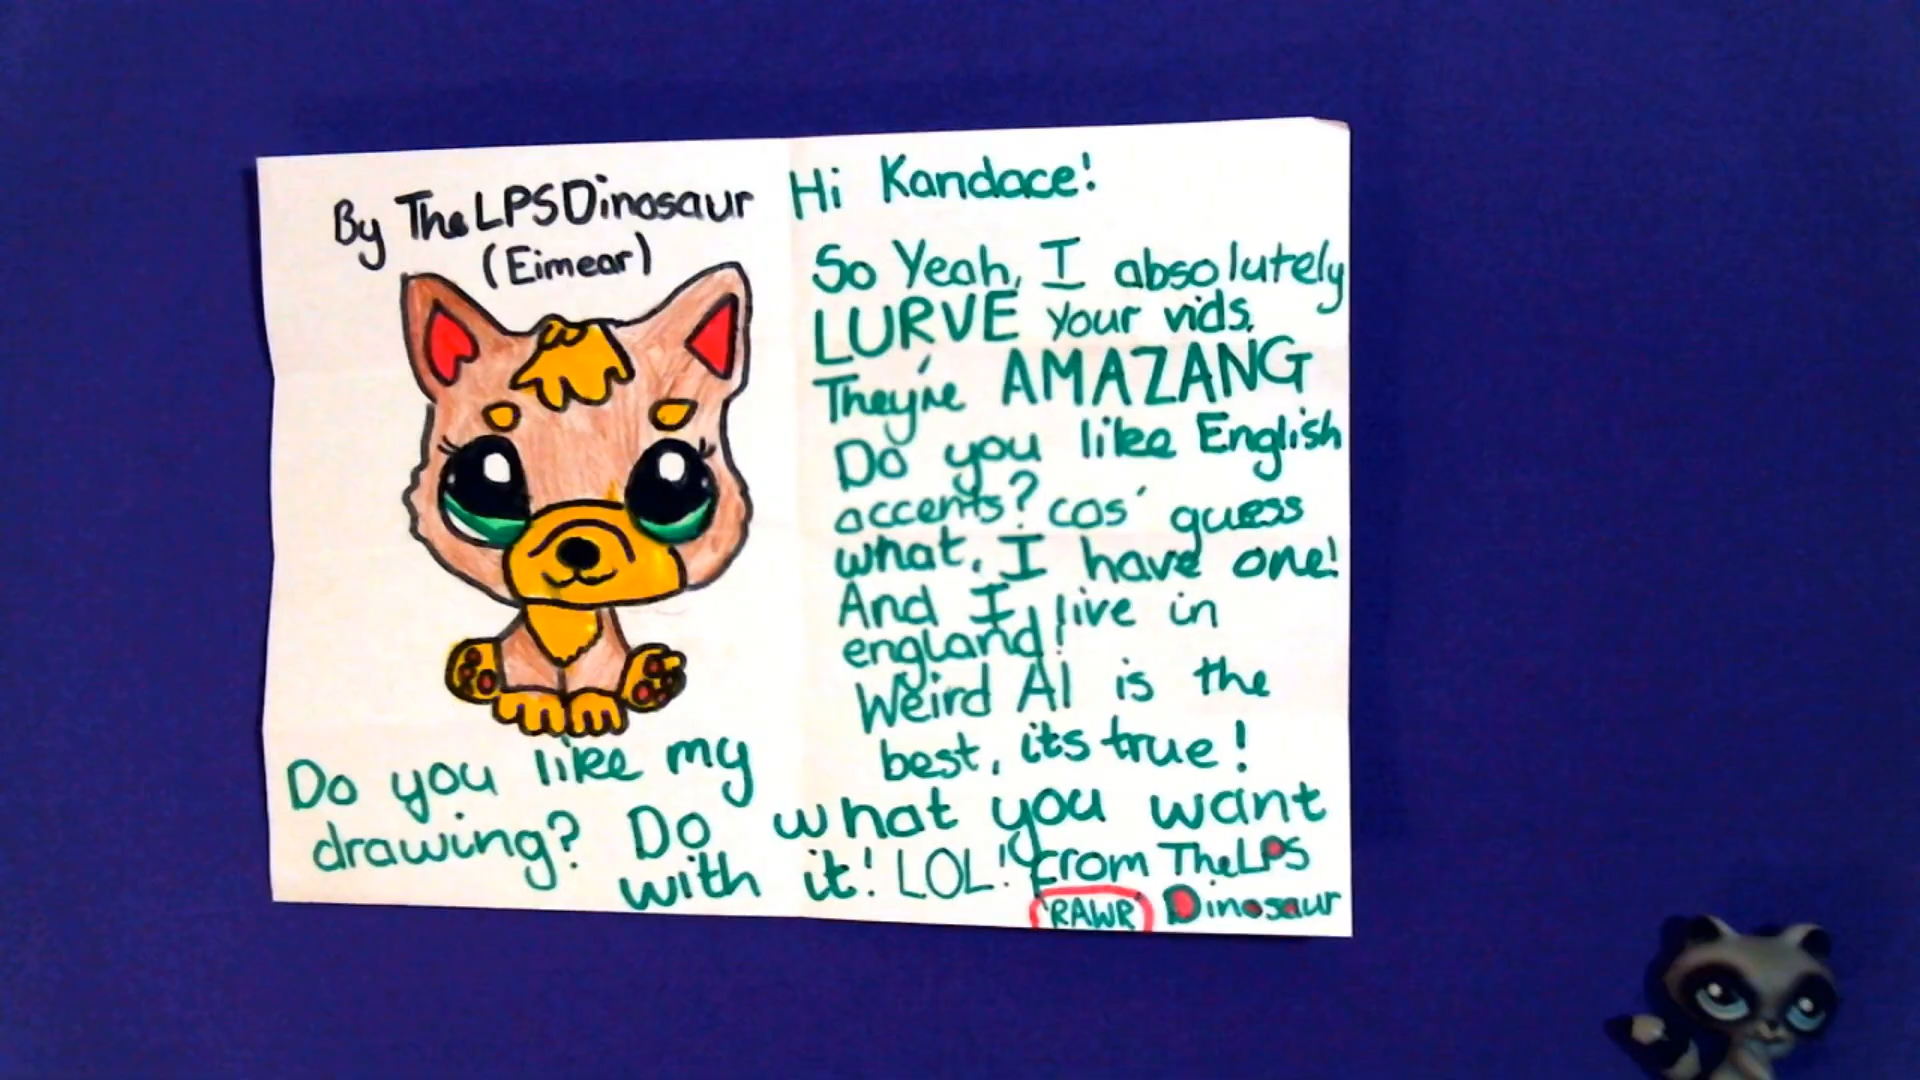 By TheLPSDinosaur
(Eimear)
Hi Kandace!
So Yeah, I absolutely
LURVE your vids.
They're AMAZANG
Do you like English
accents? cos' guess
what, I have one!
And I live in
england!
Weird Al is the
best, its true!
Do you like my
drawing? Do what you want
with it! LOL! From TheLPS
'RAWR' Dinosaur